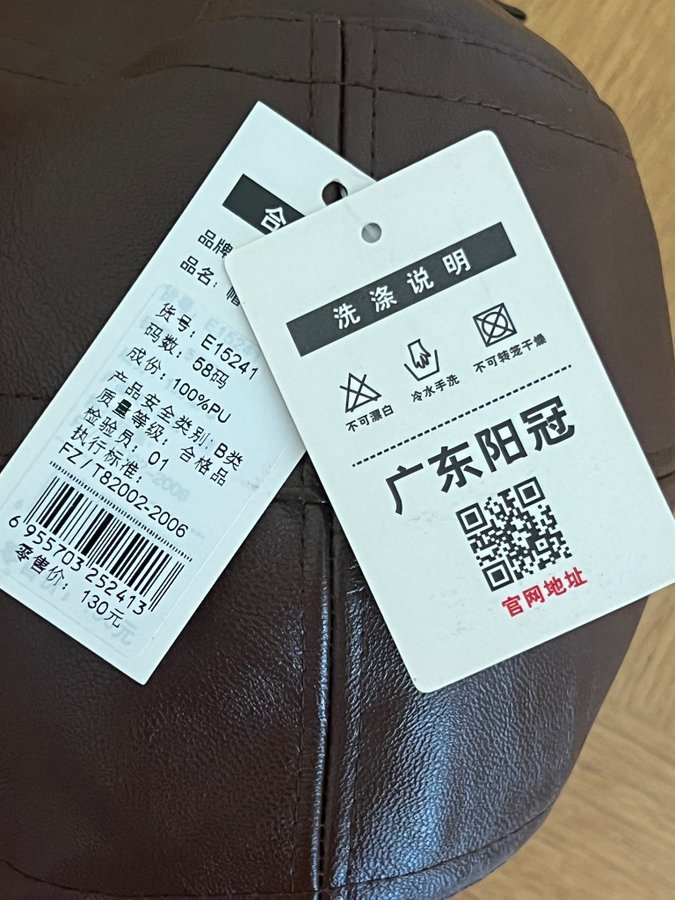 合
品牌
品名：帽
货号：E15241
码数：58码
成份：100%PU
产品安全类别：B类
质量等级：合格品
检验员：01
执行标准：
FZ/T82002-2006
6 955703 252413
零售价：130元
洗涤说明
不可漂白
冷水手洗
不可转笼干燥
广东阳冠
官网地址